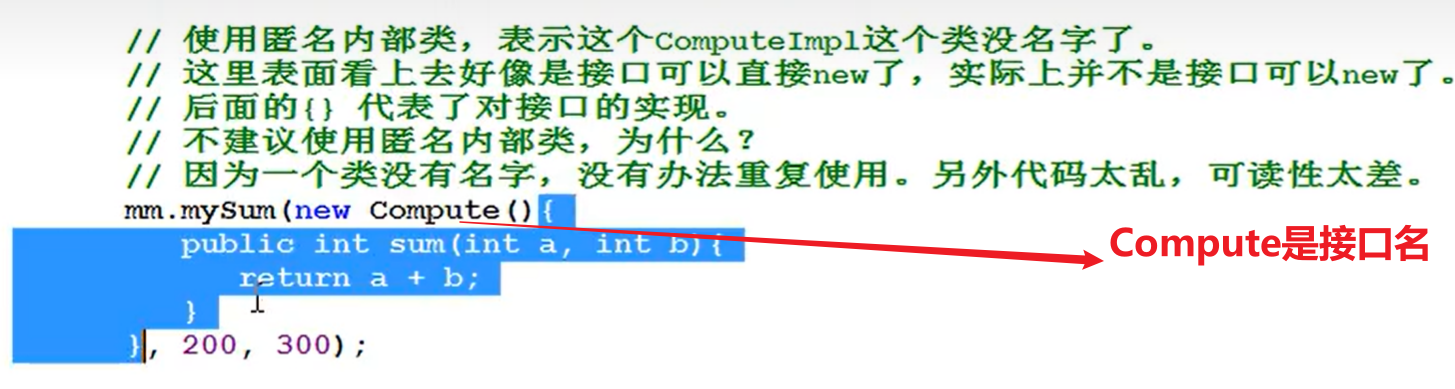 // 使用匿名内部类，表示这个ComputeImpl这个类没名字了。
// 这里表面看上去好像是接口可以直接new了，实际上并不是接口可以new了。
// 后面的{} 代表了对接口的实现。
// 不建议使用匿名内部类，为什么？
// 因为一个类没有名字，没有办法重复使用。另外代码太乱，可读性太差。
mm.mySum(new Compute(){
public int sum(int a, int b){
Compute是接口名
return a + b;
}
}, 200, 300);